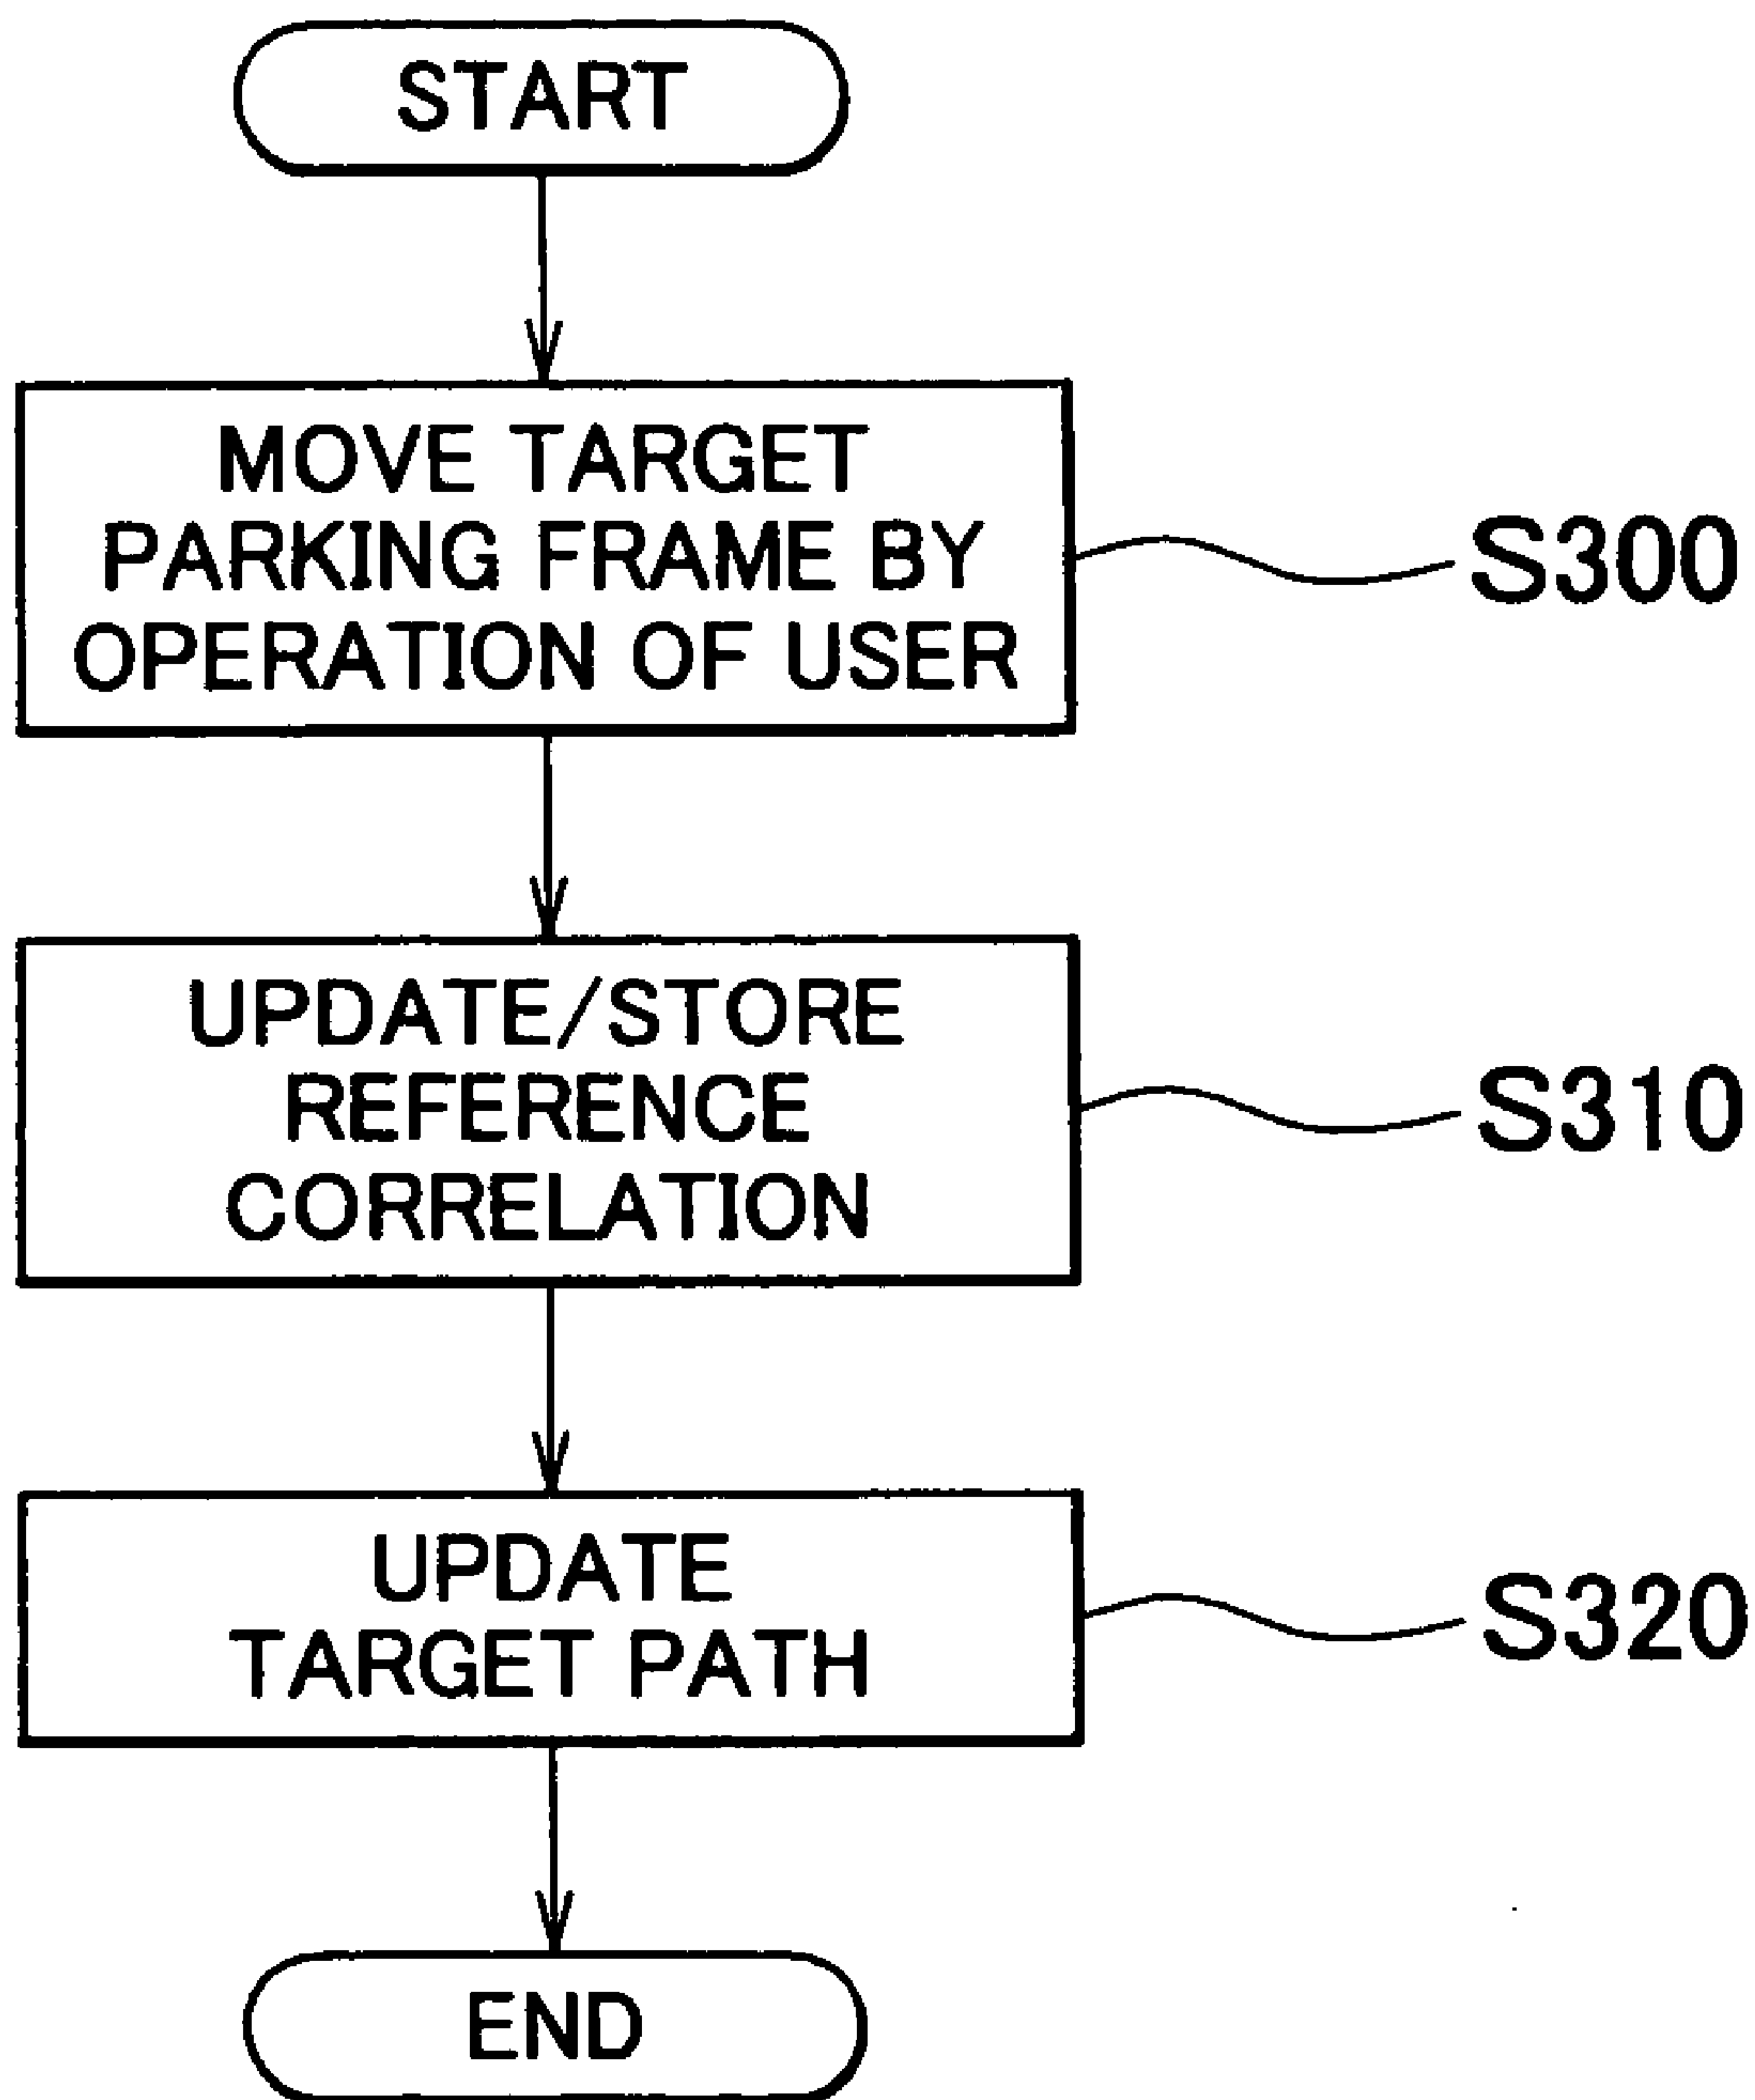 START
MOVE TARGET
PARKING FRAME BY
OPERATION OF USER
S300
UPDATE/STORE
REFERENCE
CORRELATION
S310
UPDATE
TARGET PATH
S320
END